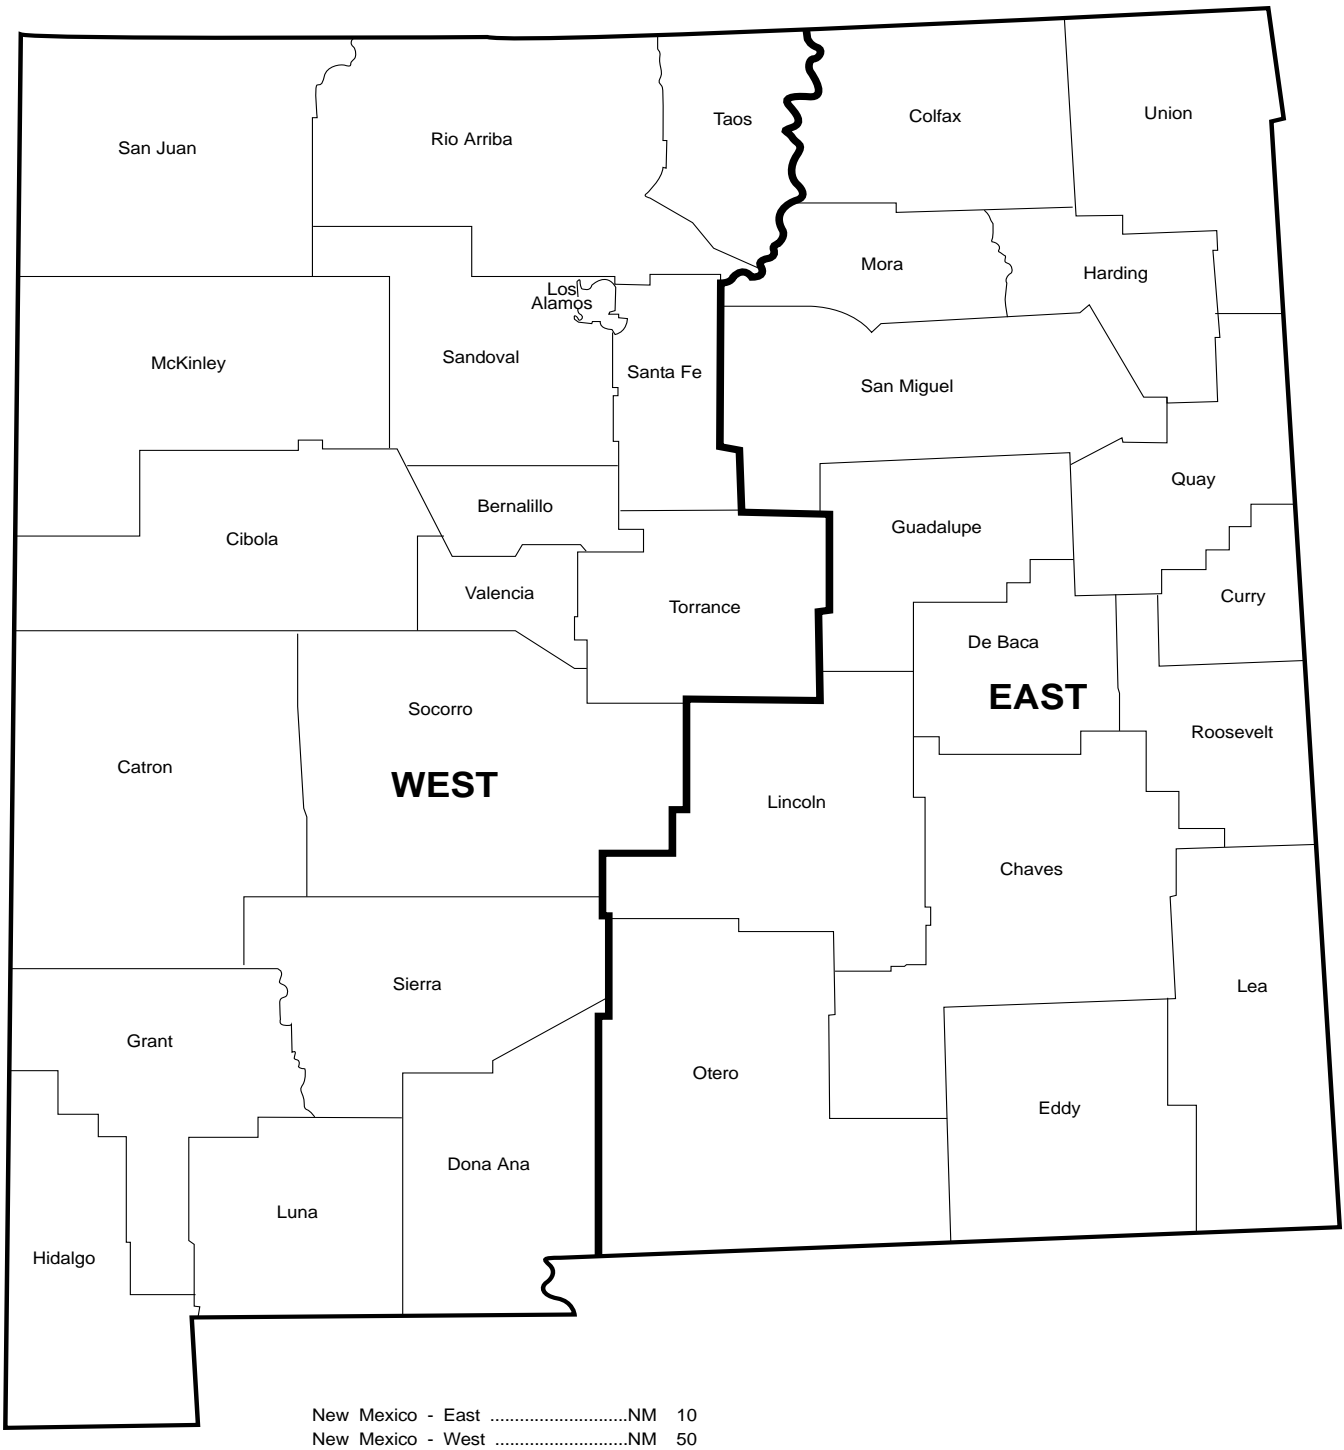 Taos
Colfax
Union
San Juan
Rio Arriba
Mora
Harding
Los
Alamos
McKinley
Sandoval
Santa Fe
San Miguel
Quay
Bernalillo
Guadalupe
Cibola
Valencia
Torrance
Curry
De Baca
EAST
Socorro
Roosevelt
Catron
WEST
Lincoln
Chaves
Sierra
Lea
Grant
Otero
Eddy
Dona Ana
Luna
Hidalgo
New Mexico - East ............................NM 10
New Mexico - West ...........................NM 50